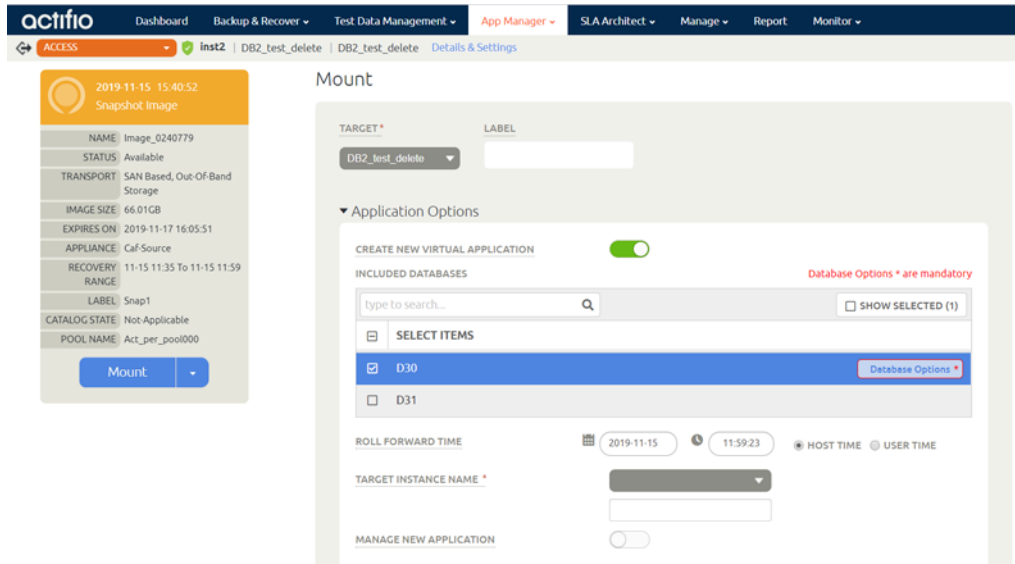 actifio Dashboard Backup & Recover Test Data Management App Manager SLA Architect Manage Report Monitor
ACCESS inst2 | DB2_test_delete | DB2_test_delete Details & Settings
2019-11-15 15:40:52
Snapshot Image
NAME Image_0240779
STATUS Available
TRANSPORT SAN Based, Out-Of-Band
Storage
IMAGE SIZE 66.01GB
EXPIRES ON 2019-11-17 16:05:51
APPLIANCE Caf-Source
RECOVERY 11-15 11:35 To 11-15 11:59
RANGE
LABEL Snap1
CATALOG STATE Not-Applicable
POOL NAME Act_per_pool000
Mount
Mount
TARGET* LABEL
DB2_test_delete
Application Options
CREATE NEW VIRTUAL APPLICATION
INCLUDED DATABASES Database Options * are mandatory
type to search... SHOW SELECTED (1)
SELECT ITEMS
D30 Database Options *
D31
ROLL FORWARD TIME 2019-11-15 11:59:23 HOST TIME USER TIME
TARGET INSTANCE NAME *
MANAGE NEW APPLICATION